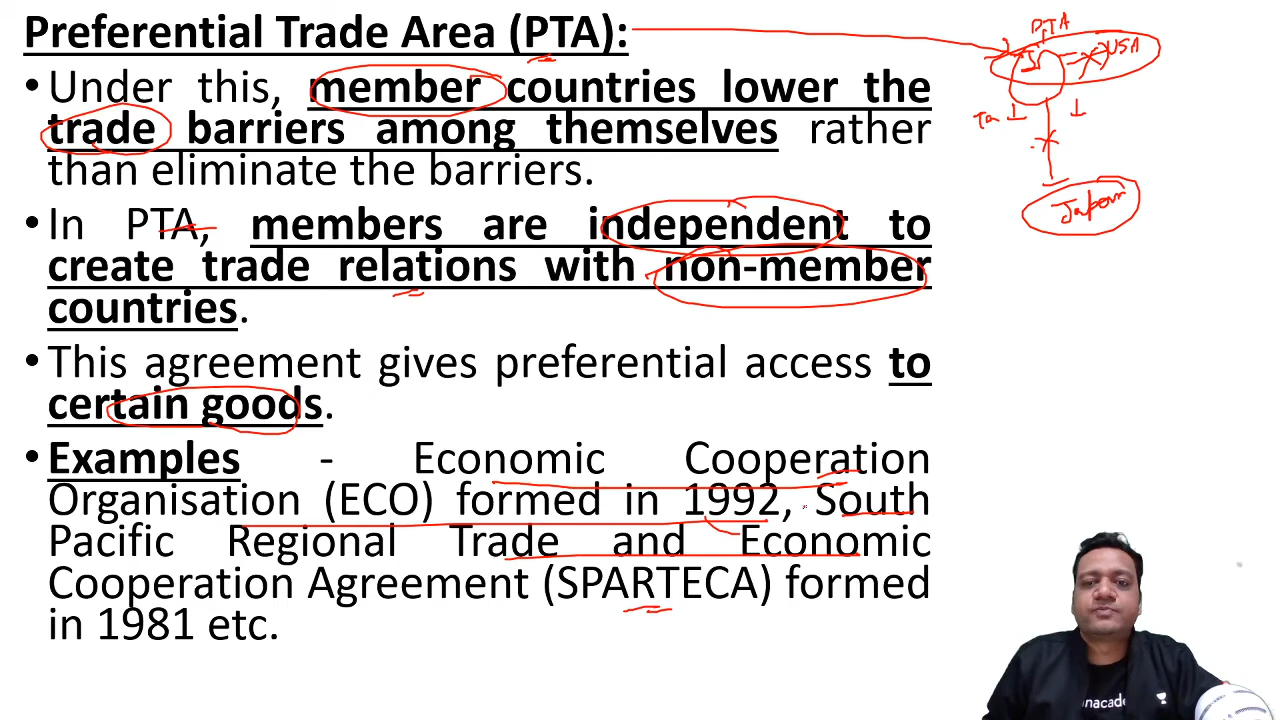 Preferential Trade Area (PTA):
• Under this, member countries lower the
trade barriers among themselves rather
than eliminate the barriers.
• In PTA, members are independent to
create trade relations with non-member
countries.
• This agreement gives preferential access to
certain goods.
• Examples - Economic Cooperation
Organisation (ECO) formed in 1992, South
Pacific Regional Trade and Economic
Cooperation Agreement (SPARTECA) formed
in 1981 etc.
PTA
USA
Japan
nacade